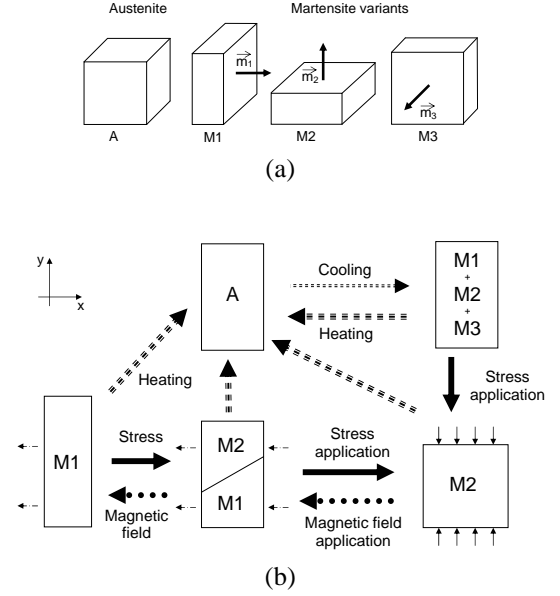 Austenite Martensite variants
m1 m2 m3
A M1 M2 M3
(a)
y
x
A
Cooling
Heating
M1
+
M2
+
M3
Heating
Stress
application
M1
Stress
Magnetic
field
M2
M1
Stress
application
Magnetic field
application
M2
(b)